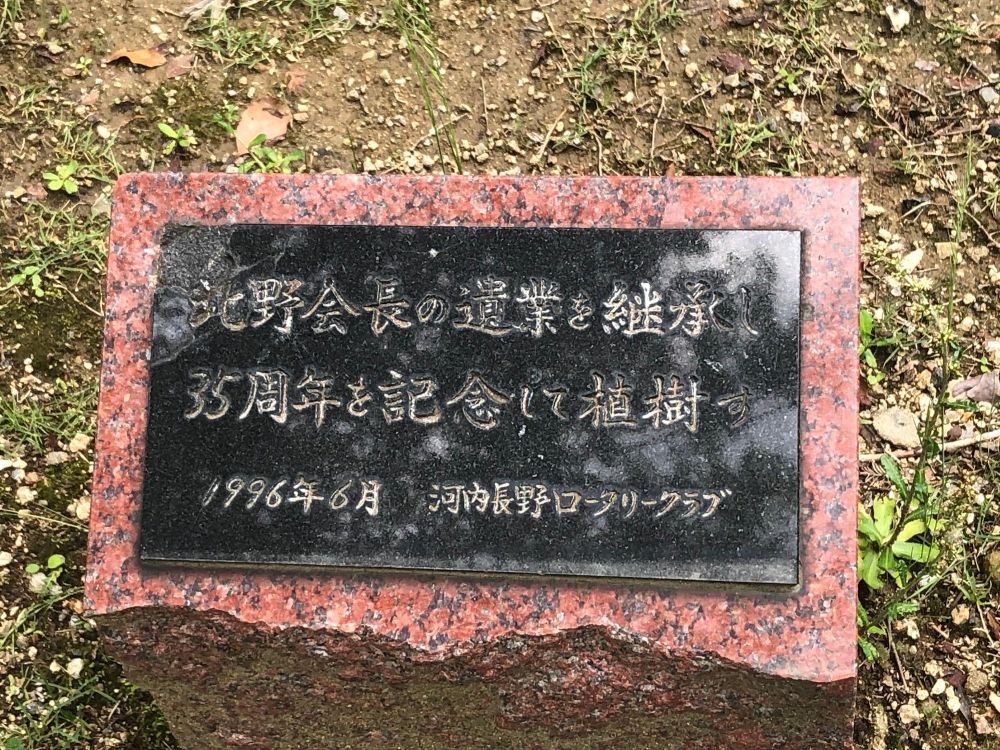 北野会長の遺業を継承し
35周年を記念して植樹す
1996年6月 河内長野ロータリークラブ